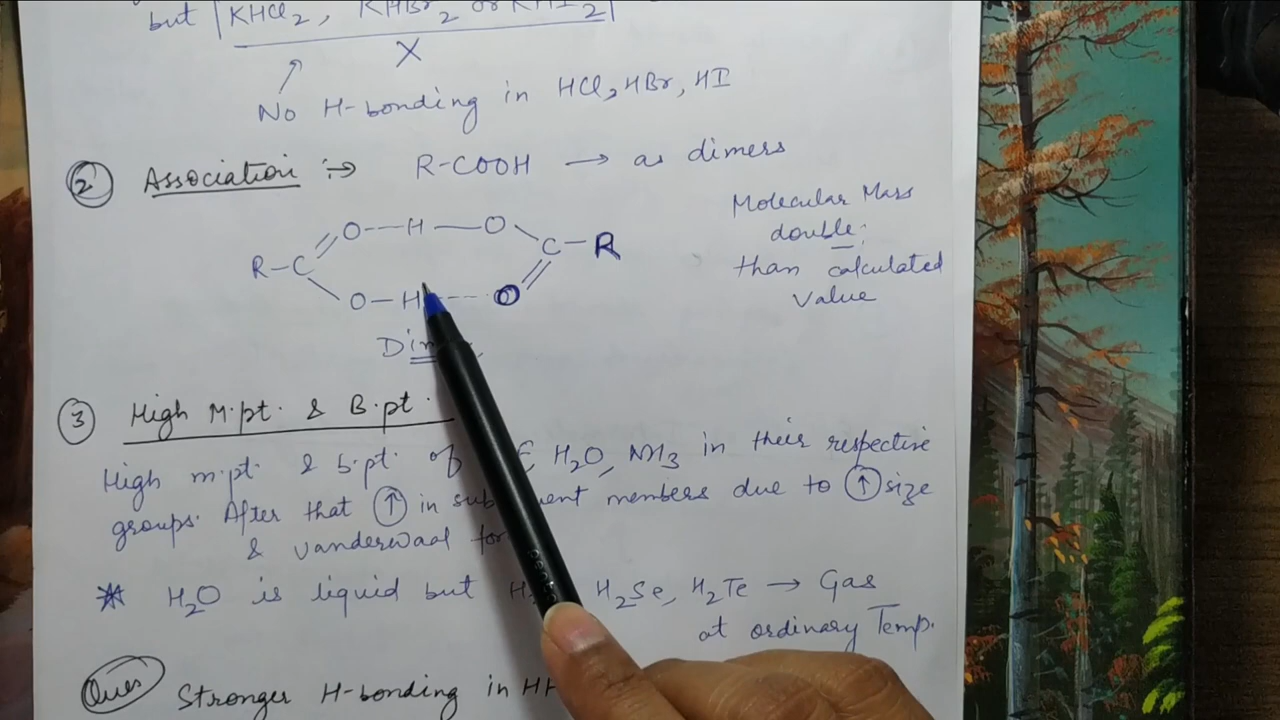 but KHCl2, KHBr2 or KHI2
X
No H-bonding in HCl, HBr, HI
2 Association :→ R-COOH → as dimers
Molecular Mass
double
than calculated
value
O---H—O
R-C C-R
O-H---O
3 High M.pt. & B.pt.
High m.pt. & b.pt. of H2O, NH3 in their respective
groups. After that ↑ in members due to ↑ size
& vanderwaal
* H2O is liquid but H2Se, H2Te → Gas
at ordinary Temp.
Ques Stronger H-bonding in